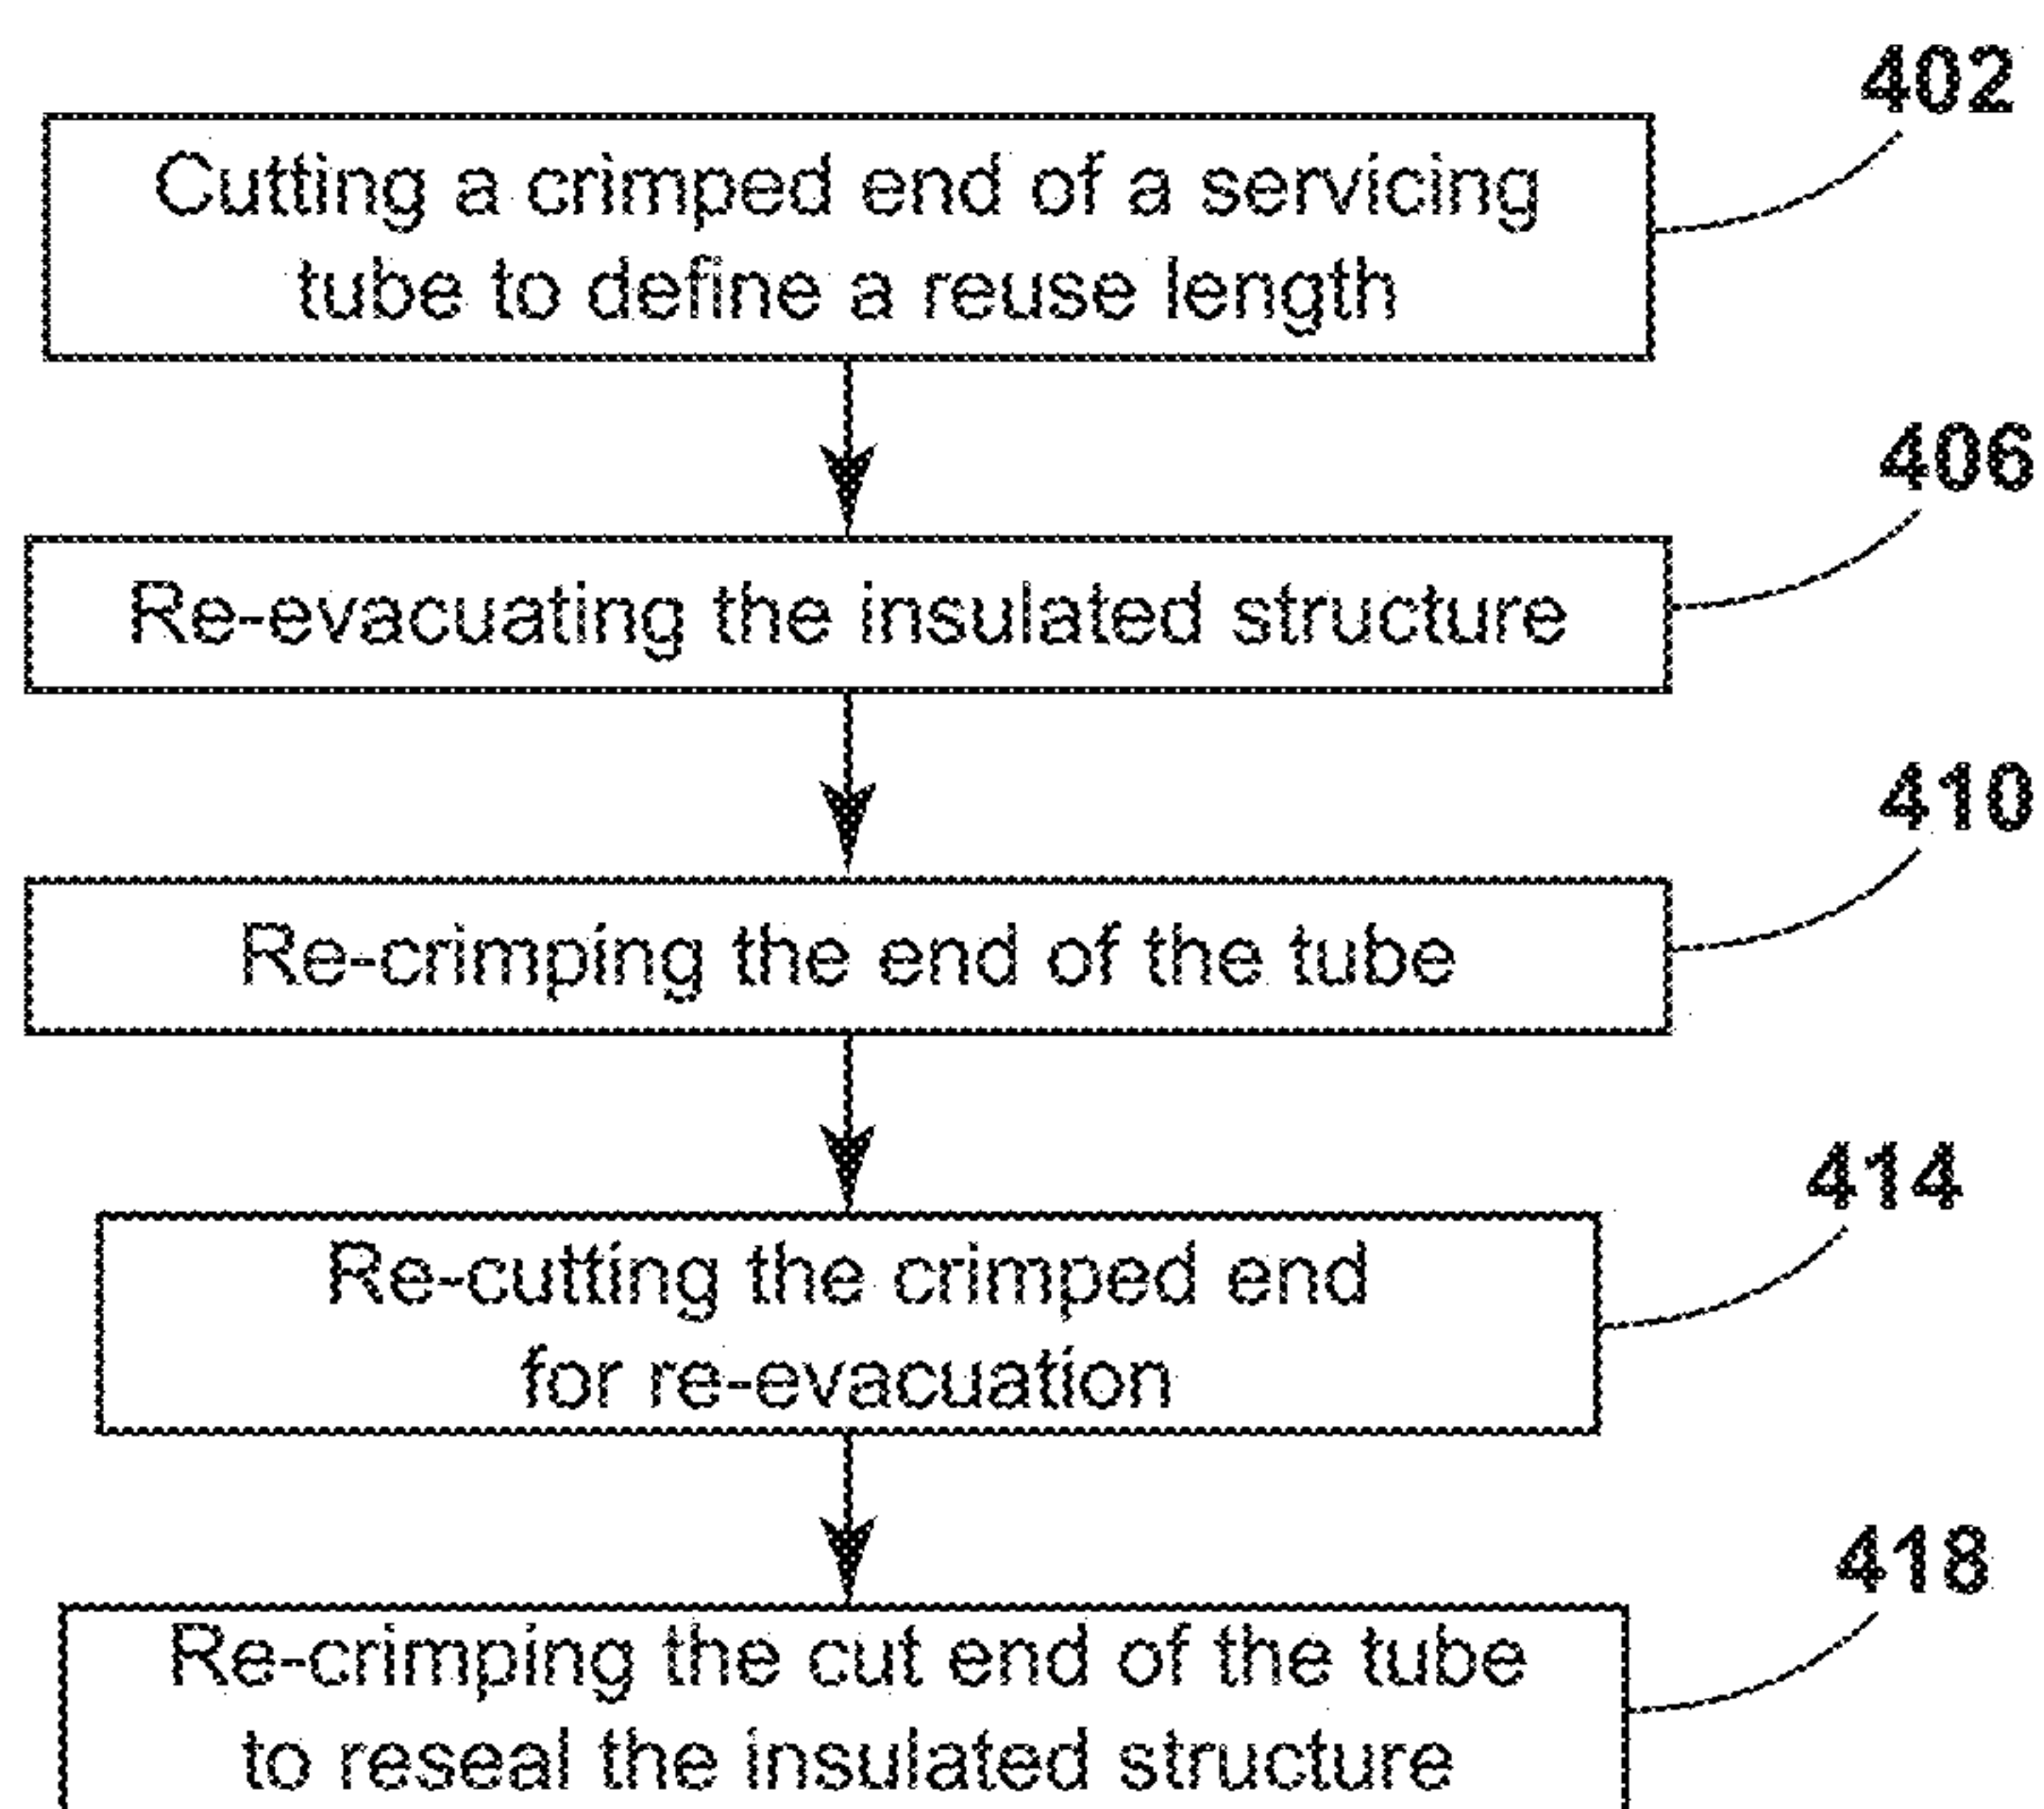 402
Cutting a crimped end of a servicing
tube to define a reuse length
406
Re-evacuating the insulated structure
410
Re-crimping the end of the tube
414
Re-cutting the crimped end
for re-evacuation
418
Re-crimping the cut end of the tube
to reseal the insulated structure